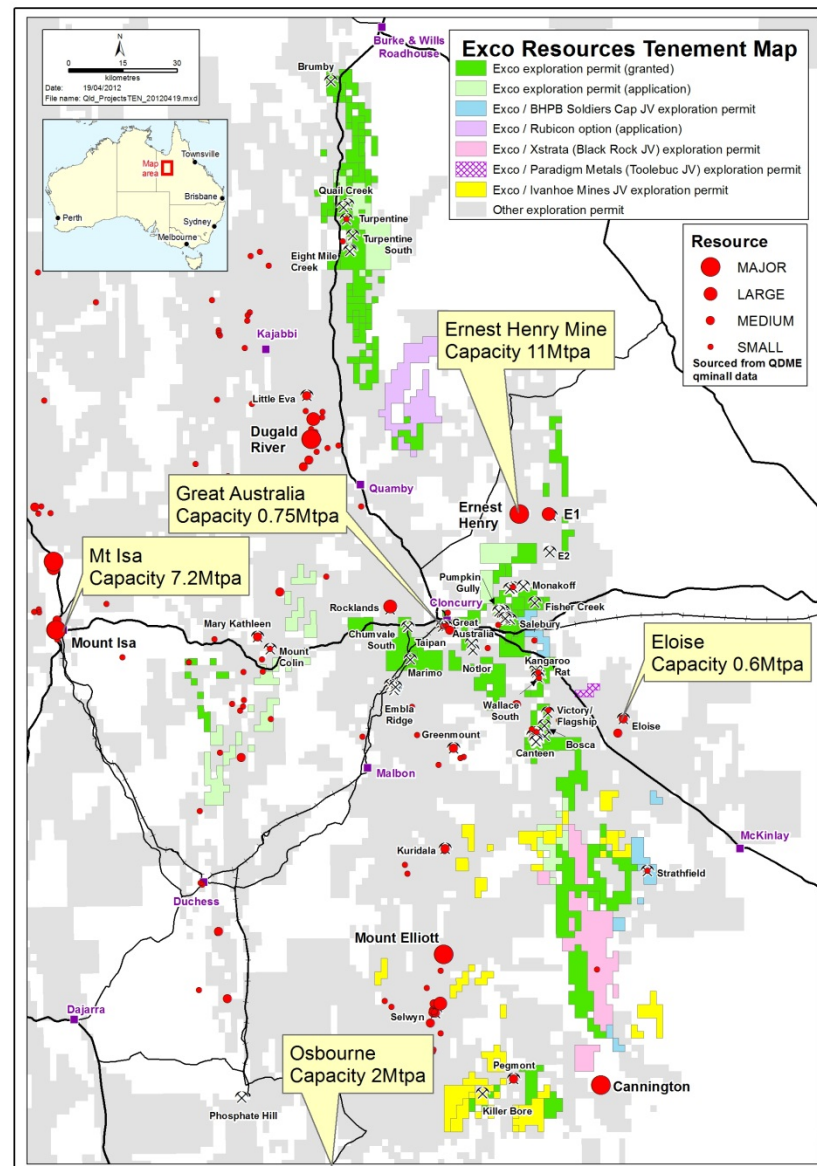 N
0
15
30
kilometres
Date: 19/04/2012
File name: Qld_ProjectsTEN_20120419.mxd
Map
area
Townsville
Brisbane
Perth
Sydney
Melbourne
Exco Resources Tenement Map
Exco exploration permit (granted)
Exco exploration permit (application)
Exco / BHPB Soldiers Cap JV exploration permit
Exco / Rubicon option (application)
Exco / Xstrata (Black Rock JV) exploration permit
Exco / Paradigm Metals (Toolebuc JV) exploration permit
Exco / Ivanhoe Mines JV exploration permit
Other exploration permit
Resource
MAJOR
LARGE
MEDIUM
SMALL
Sourced from QDME
qminall data
Burke & Wills
Roadhouse
Brumby
Quail Creek
Turpentine
Turpentine
South
Eight Mile
Creek
Kajabbi
Ernest Henry Mine
Capacity 11Mtpa
Little Eva
Dugald
River
Great Australia
Capacity 0.75Mtpa
Quamby
Ernest
Henry
E1
E2
Mt Isa
Capacity 7.2Mtpa
Pumpkin
Gully
Monakoff
Fisher Creek
Cloncurry
Rocklands
Great
Australia
Salebury
Mary Kathleen
Chumvale
South
Taipan
Mount Isa
Mount
Colin
Marimo
Notlor
Kangaroo
Rat
Eloise
Capacity 0.6Mtpa
Embla
Ridge
Wallace
South
Victory/
Flagship
Eloise
Greenmount
Canteen
Bosca
Malbon
McKinlay
Kuridala
Strathfield
Duchess
Mount Elliott
Dajarra
Selwyn
Osbourne
Capacity 2Mtpa
Pegmont
Cannington
Killer Bore
Phosphate Hill